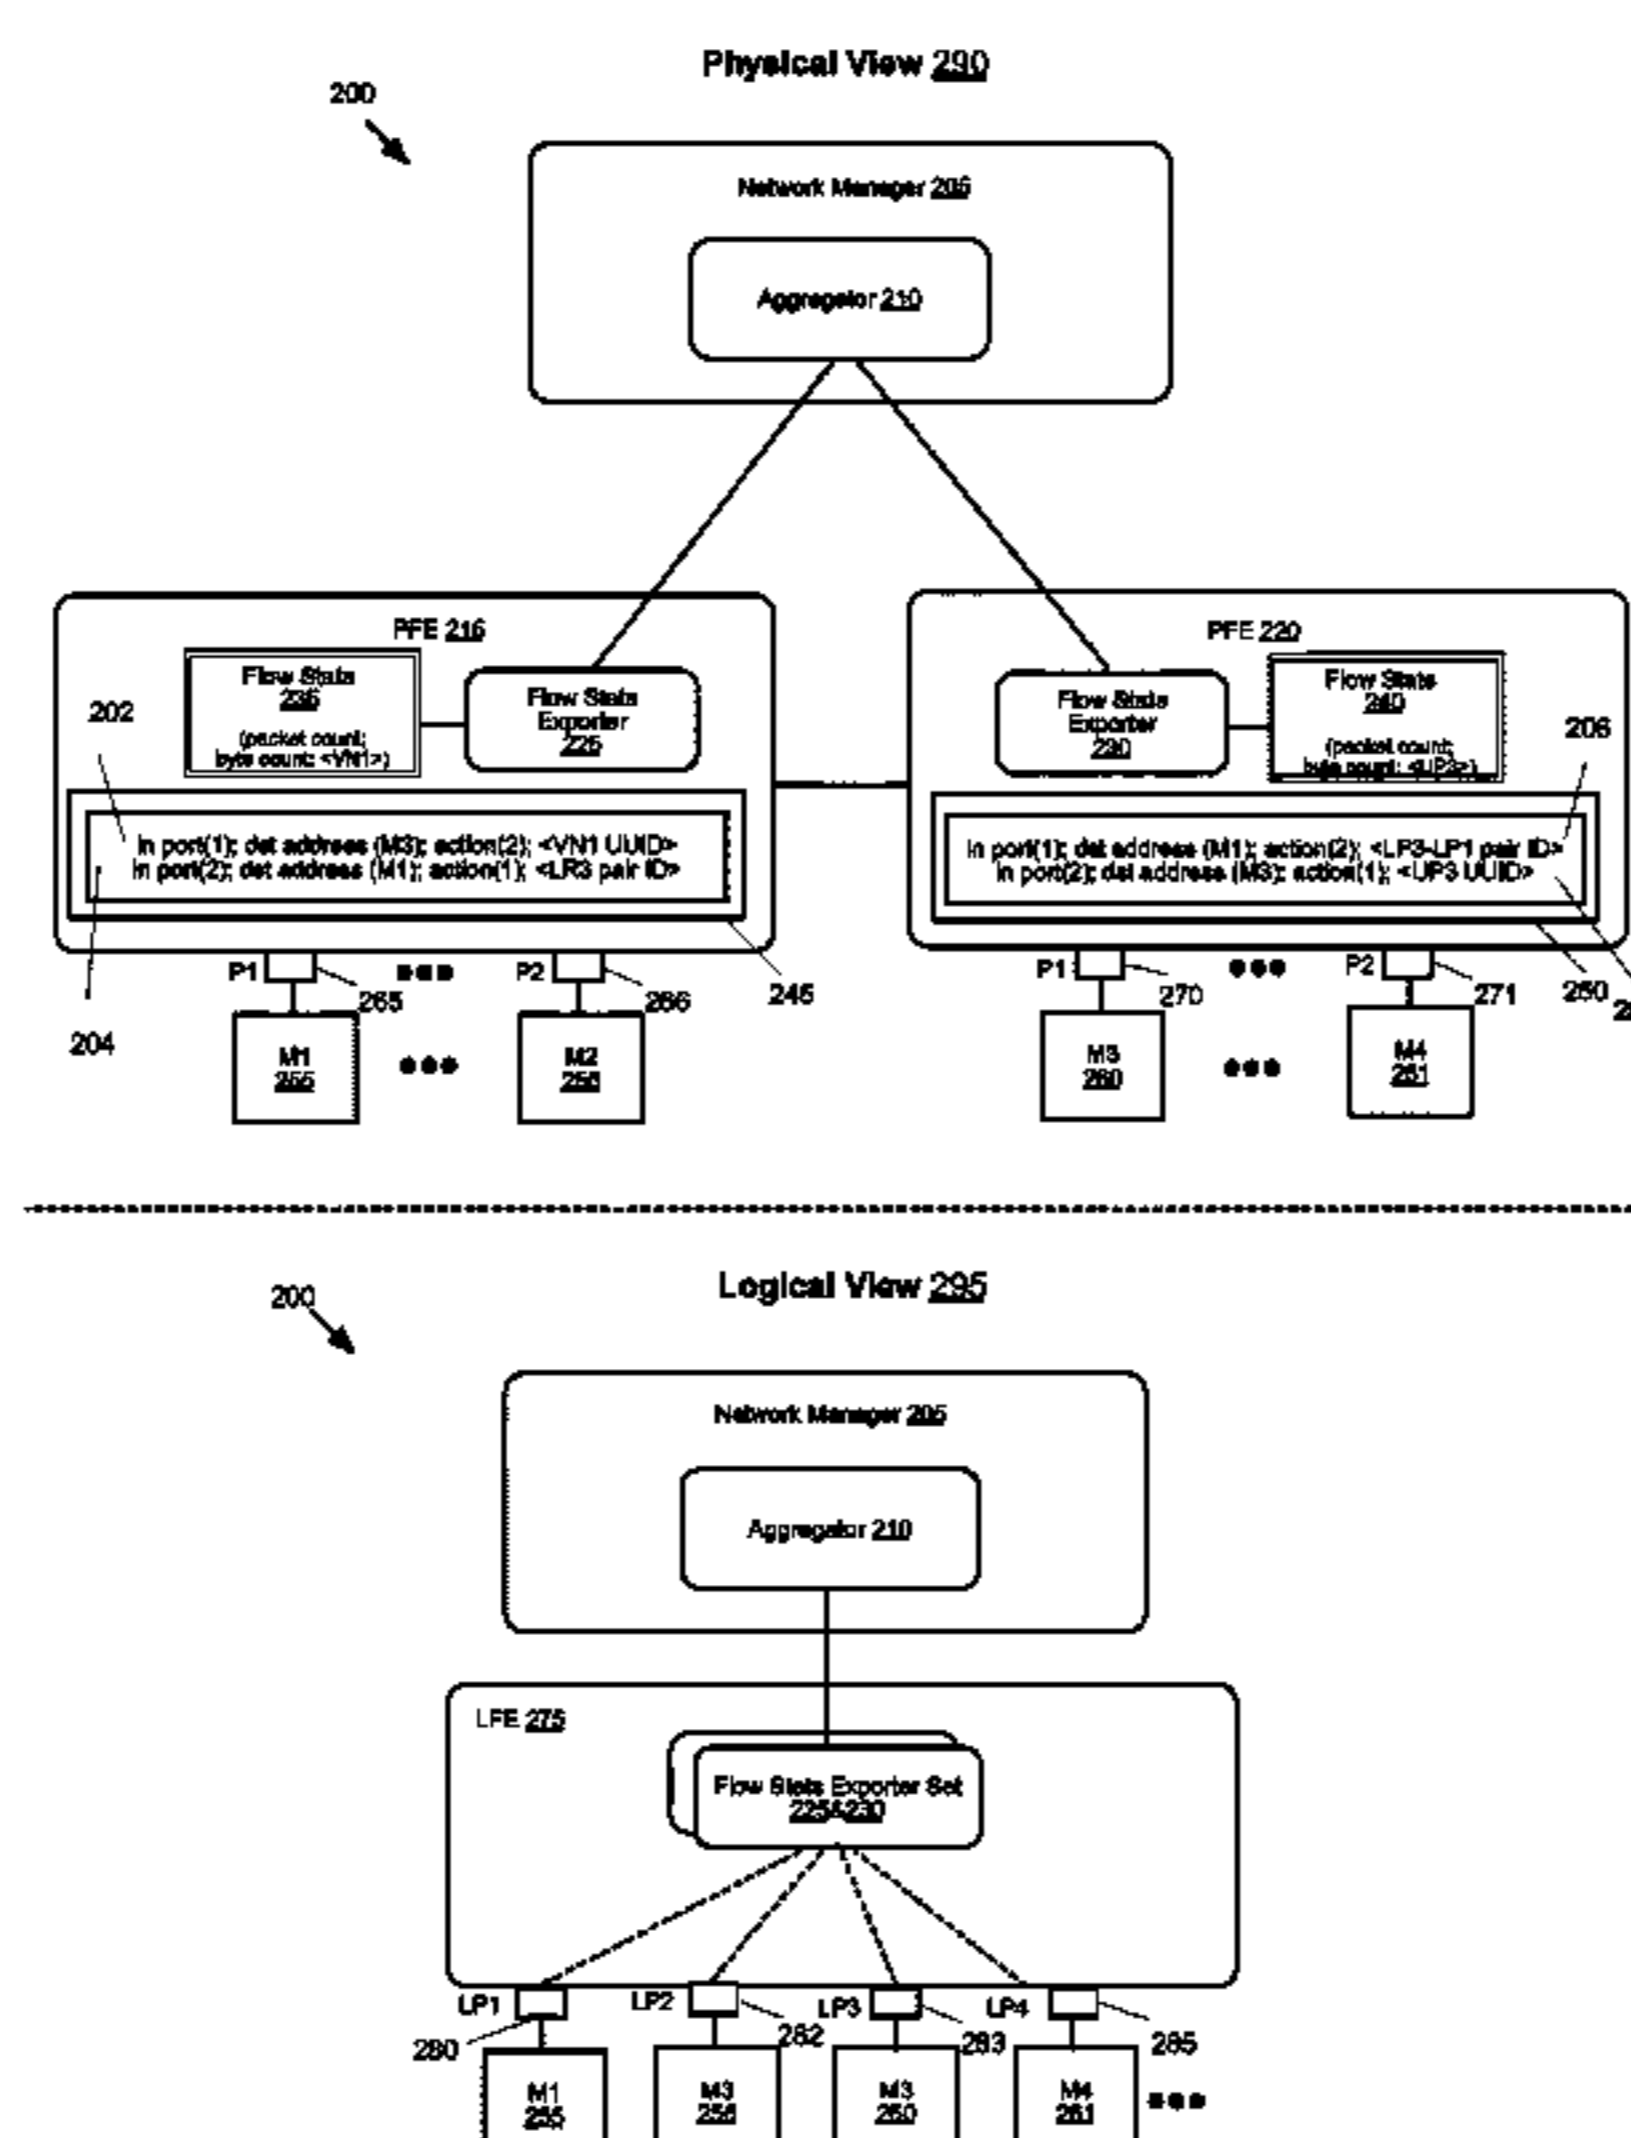 Physical View 290
200
Network Manager 205
Aggregator 210
PFE 216
Flow Stats
236
(packet count;
byte count: <VN1>)
Flow Stats
Exporter
225
202
In port(1); dst address (M3); action(2); <VN1 UUID>
In port(2); dst address (M1); action(1); <LR3 pair ID>
PFE 220
Flow Stats
Exporter
230
Flow Stats
240
(packet count;
byte count: <UP3>)
206
In port(1); dst address (M1); action(2); <LP3-LP1 pair ID>
In port(2); dst address (M3); action(1); <UP3 UUID>
P1
265
P2
266
245
204
M1
255
M2
256
P1
270
P2
271
250
M3
260
M4
261
Logical View 295
200
Network Manager 205
Aggregator 210
LFE 275
Flow Stats Exporter Set
225&230
LP1
280
LP2
282
LP3
283
LP4
285
M1
255
M3
256
M3
260
M4
261